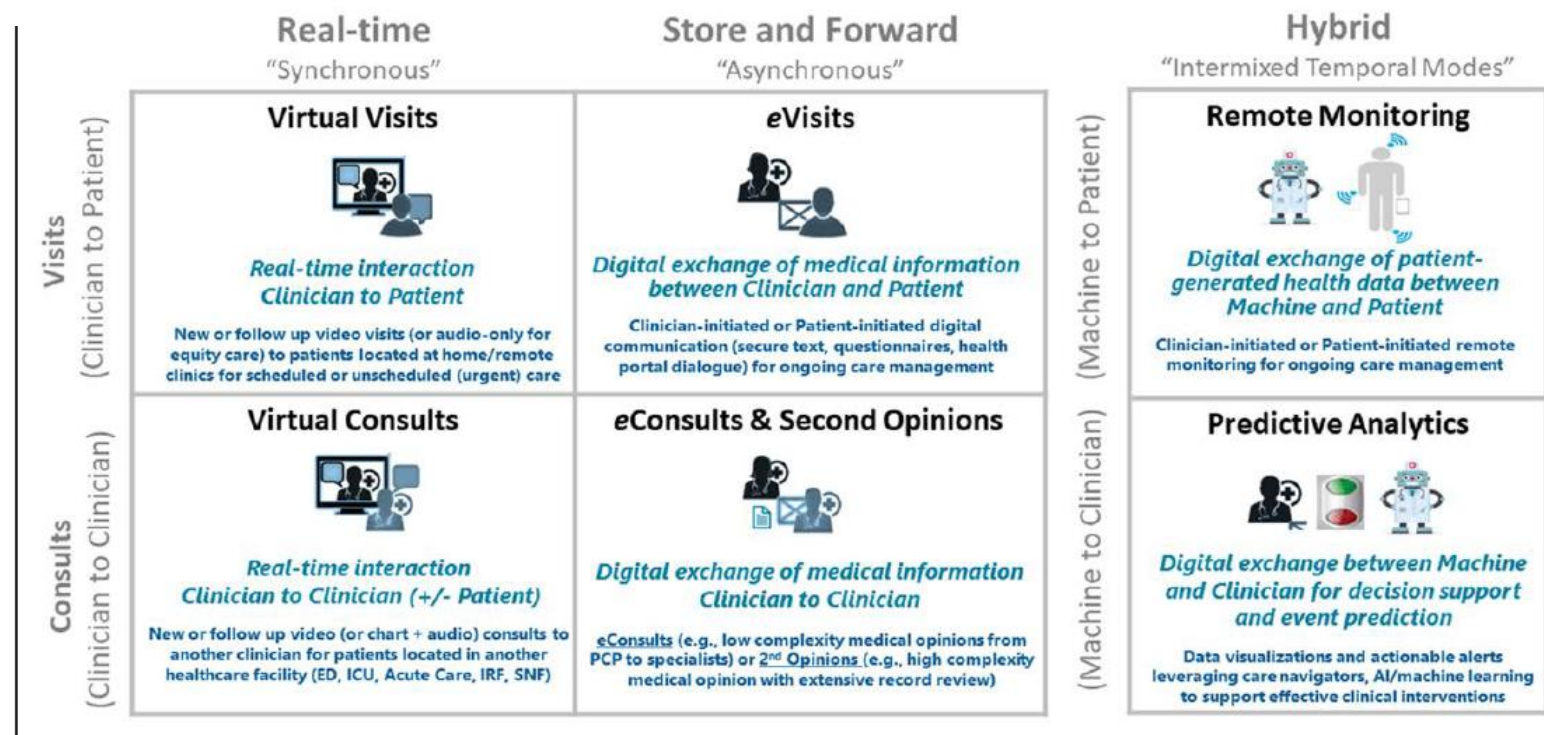 Real-time
"Synchronous"
Store and Forward
"Asynchronous"
Hybrid
"Intermixed Temporal Modes"
Visits
(Clinician to Patient)
Virtual Visits
Real-time interaction
Clinician to Patient
New or follow up video visits (or audio-only for
equity care) to patients located at home/remote
clinics for scheduled or unscheduled (urgent) care
eVisits
Digital exchange of medical information
between Clinician and Patient
Clinician-initiated or Patient-initiated digital
communication (secure text, questionnaires, health
portal dialogue) for ongoing care management
(Machine to Patient)
Remote Monitoring
Digital exchange of patient-
generated health data between
Machine and Patient
Clinician-initiated or Patient-initiated remote
monitoring for ongoing care management
Consults
(Clinician to Clinician)
Virtual Consults
Real-time interaction
Clinician to Clinician (+/- Patient)
New or follow up video (or chart + audio) consults to
another clinician for patients located in another
healthcare facility (ED, ICU, Acute Care, IRF, SNF)
eConsults & Second Opinions
Digital exchange of medical information
Clinician to Clinician
eConsults (e.g., low complexity medical opinions from
PCP to specialists) or 2nd Opinions (e.g., high complexity
medical opinion with extensive record review)
(Machine to Clinician)
Predictive Analytics
Digital exchange between Machine
and Clinician for decision support
and event prediction
Data visualizations and actionable alerts
leveraging care navigators, AI/machine learning
to support effective clinical interventions